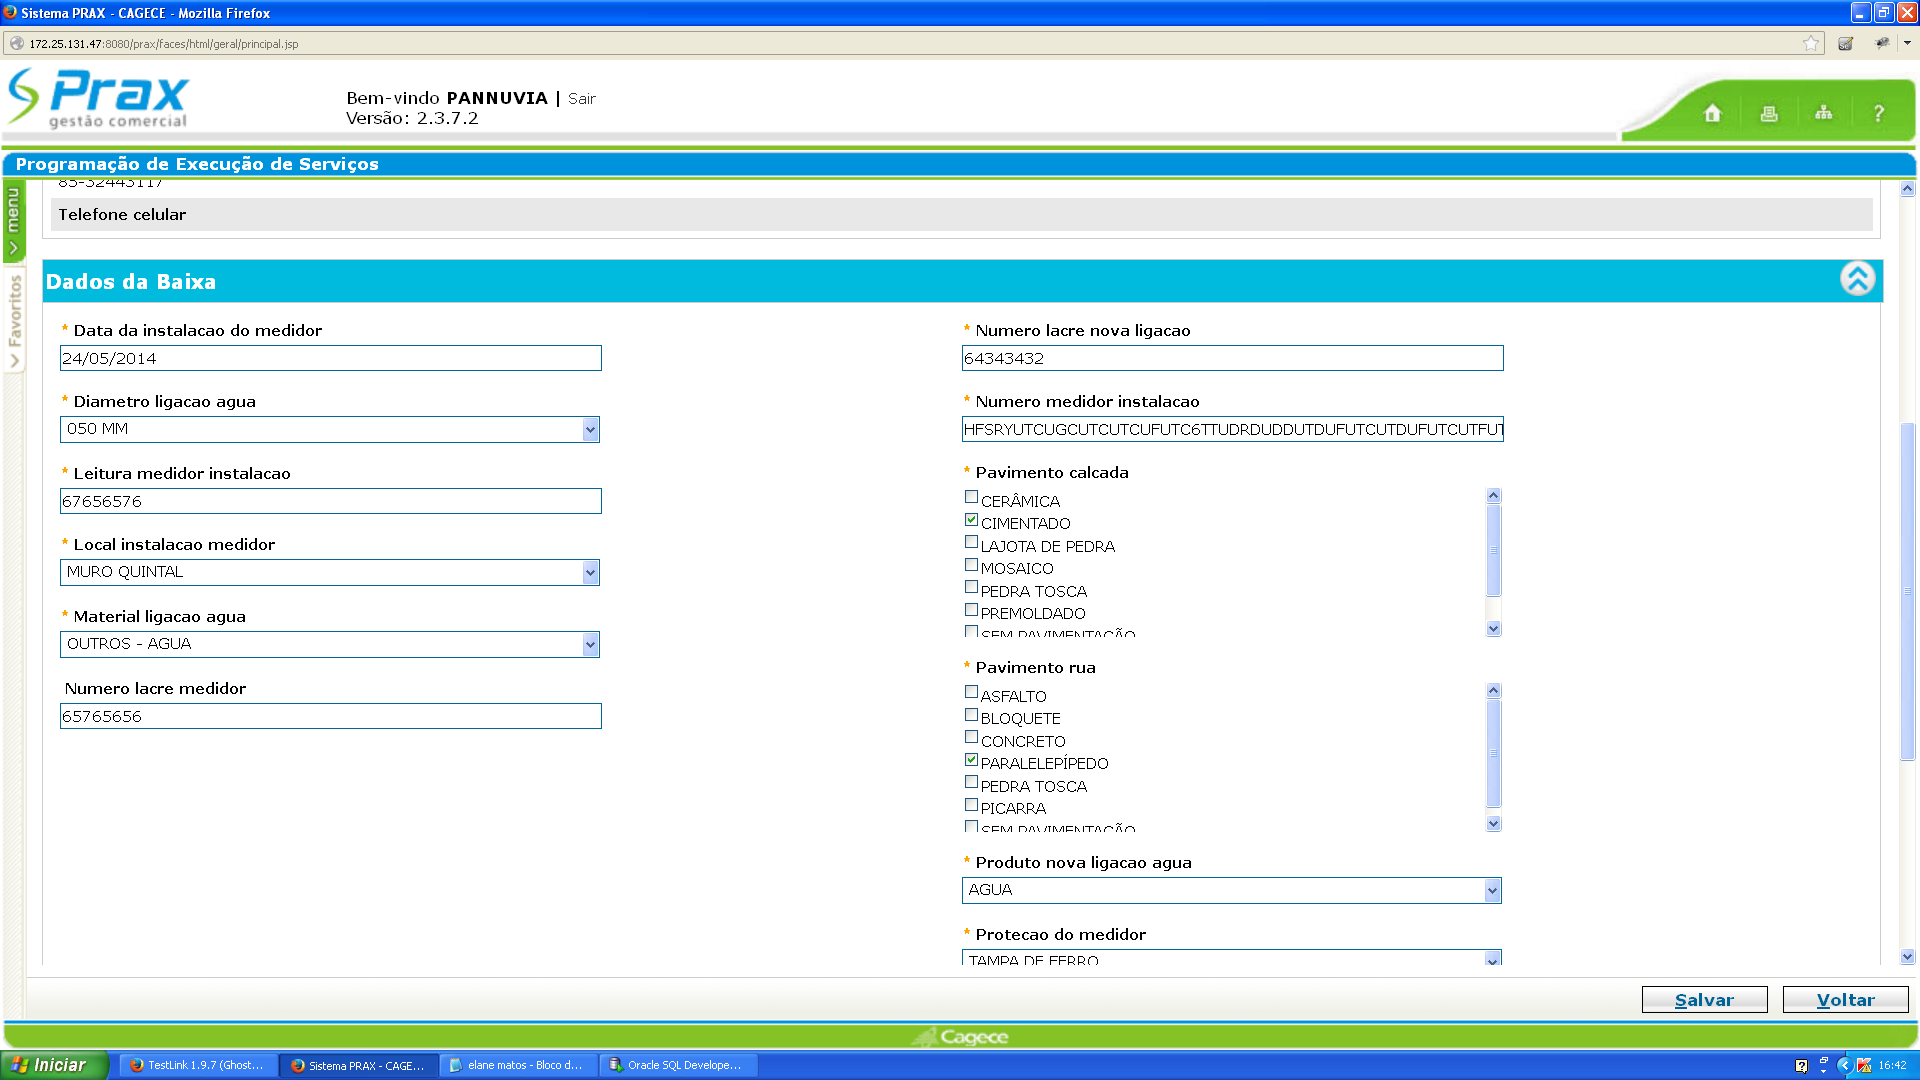 Sistema PRAX - CAGECE - Mozilla Firefox
172.25.131.47:8080/prax/faces/html/geral/principal.jsp
Prax
gestão comercial
Bem-vindo PANNUVIA | Sair
Versão: 2.3.7.2
?
Programação de Execução de Serviços
menu
Favoritos
85-32443117
Telefone celular
Dados da Baixa
* Data da instalacao do medidor
24/05/2014
* Diametro ligacao agua
050 MM
* Leitura medidor instalacao
67656576
* Local instalacao medidor
MURO QUINTAL
* Material ligacao agua
OUTROS - AGUA
Numero lacre medidor
65765656
* Numero lacre nova ligacao
64343432
* Numero medidor instalacao
HFSRYUTCUGCUTCUTCUFUTC6TTUDRDUDDUTDUFUTCUTDUFUTCUTFUT
* Pavimento calcada
CERÂMICA
CIMENTADO
LAJOTA DE PEDRA
MOSAICO
PEDRA TOSCA
PREMOLDADO
SEM PAVIMENTAÇÃO
* Pavimento rua
ASFALTO
BLOQUETE
CONCRETO
PARALELEPÍPEDO
PEDRA TOSCA
PICARRA
SEM PAVIMENTAÇÃO
* Produto nova ligacao agua
AGUA
* Protecao do medidor
TAMPA DE FERRO
Salvar
Voltar
Cagece
Iniciar
TestLink 1.9.7 (Ghost...
Sistema PRAX - CAGE...
elane matos - Bloco d...
Oracle SQL Develope...
16:42